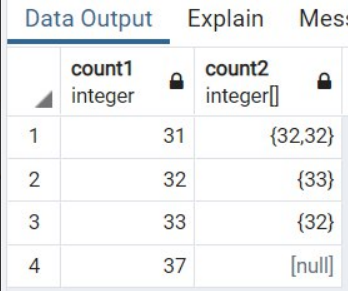 Data Output Explain
count1 count2
integer integer[]
1 31 {32,32}
2 32 {33}
3 33 {32}
4 37 [null]